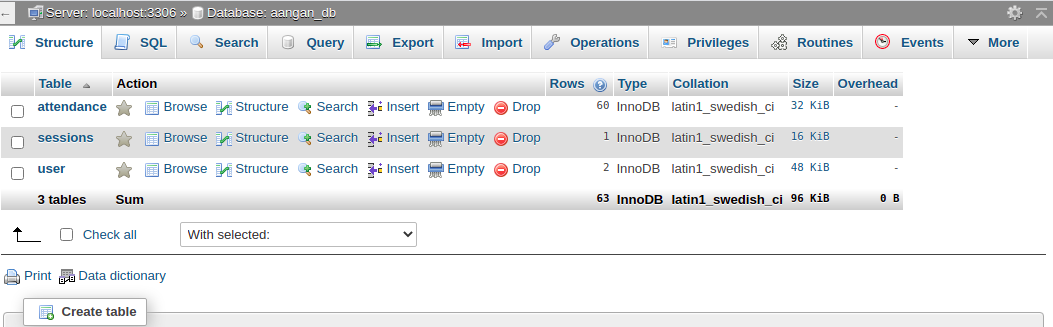 Server: localhost:3306 » Database: aangan_db
Structure SQL Search Query Export Import Operations Privileges Routines Events More
Table Action Rows Type Collation Size Overhead
attendance Browse Structure Search Insert Empty Drop 60 InnoDB latin1_swedish_ci 32 KiB -
sessions Browse Structure Search Insert Empty Drop 1 InnoDB latin1_swedish_ci 16 KiB -
user Browse Structure Search Insert Empty Drop 2 InnoDB latin1_swedish_ci 48 KiB -
3 tables Sum 63 InnoDB latin1_swedish_ci 96 KiB 0 B
Check all With selected:
Print Data dictionary
Create table